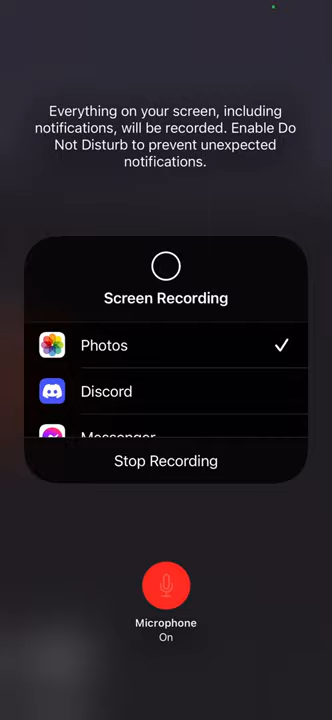 Everything on your screen, including
notifications, will be recorded. Enable Do
Not Disturb to prevent unexpected
notifications.
Screen Recording
Photos
Discord
Messenger
Stop Recording
Microphone
On